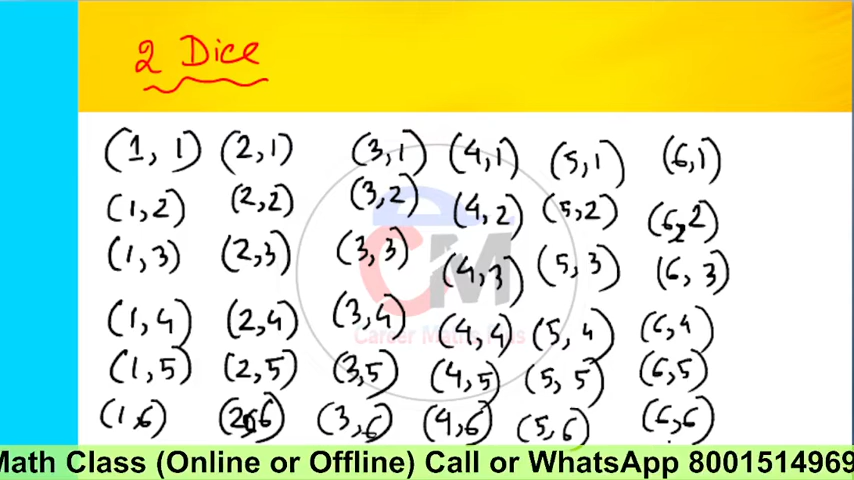 2 Dice
(1, 1) (2,1) (3,1) (4,1) (5,1) (6,1)
(1,2) (2,2) (3,2) (4,2) (5,2) (6,2)
(1,3) (2,3) (3,3) (4,3) (5,3) (6,3)
(1,4) (2,4) (3,4) (4,4) (5,4) (6,4)
(1,5) (2,5) (3,5) (4,5) (5,5) (6,5)
(1,6) (2,6) (3,6) (4,6) (5,6) (6,6)
CM
Career Maths
Math Class (Online or Offline) Call or WhatsApp 8001514969